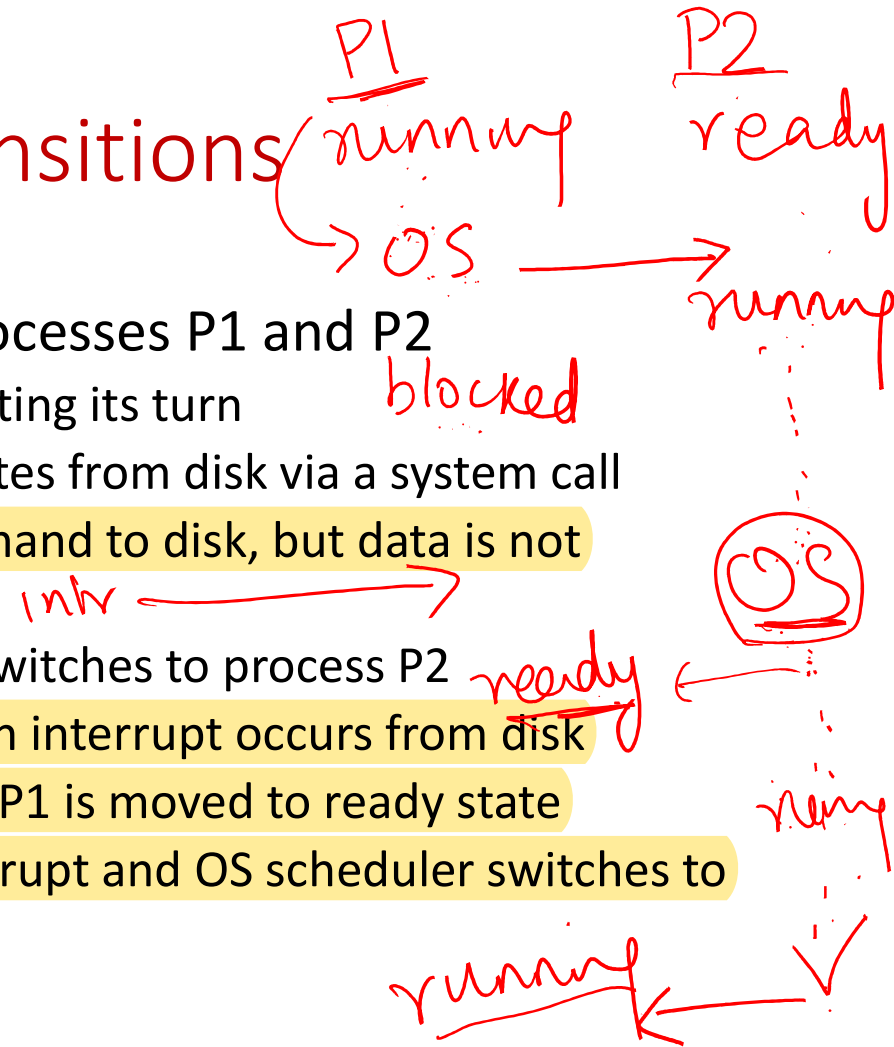 P1 P2
nsitions running ready
OS
running
ocesses P1 and P2
blocked
ting its turn
tes from disk via a system call
mand to disk, but data is not
OS
intr
witches to process P2
ready
n interrupt occurs from disk
P1 is moved to ready state
rrupt and OS scheduler switches to
running